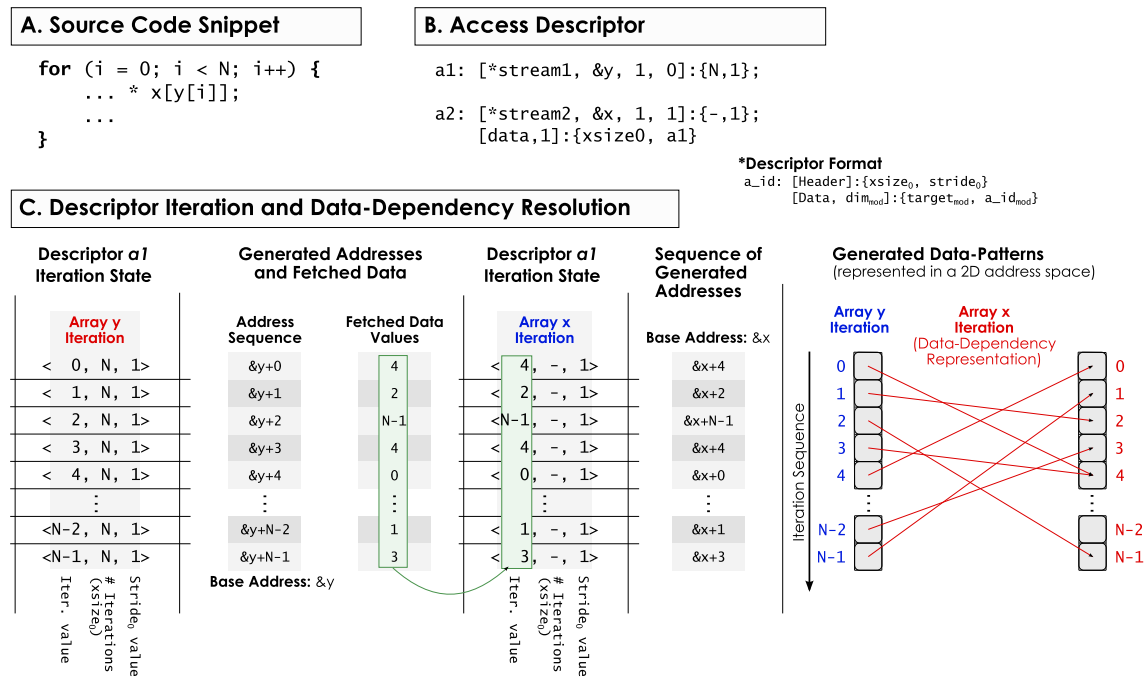 A. Source Code Snippet
for (i = 0; i < N; i++) {
... * x[y[i]];
...
}
B. Access Descriptor
a1: [*stream1, &y, 1, 0]:{N,1};
a2: [*stream2, &x, 1, 1]:{-,1};
[data,1]:{xsize0, a1}
*Descriptor Format
a_id: [Header]:{xsize₀, stride₀}
[Data, dim_mod]:{target_mod, a_id_mod}
C. Descriptor Iteration and Data-Dependency Resolution
Descriptor a1
Iteration State
Array y
Iteration
< 0, N, 1>
< 1, N, 1>
< 2, N, 1>
< 3, N, 1>
< 4, N, 1>
⋮
<N-2, N, 1>
<N-1, N, 1>
Iter. value
# Iterations
(xsize₀)
Stride₀ value
Generated Addresses
and Fetched Data
Address
Sequence
&y+0
&y+1
&y+2
&y+3
&y+4
⋮
&y+N-2
&y+N-1
Base Address: &y
Fetched Data
Values
4
2
N-1
4
0
⋮
1
3
Descriptor a1
Iteration State
Array x
Iteration
< 4, -, 1>
< 2, -, 1>
<N-1, -, 1>
< 4, -, 1>
< 0, -, 1>
⋮
< 1, -, 1>
< 3, -, 1>
Iter. value
# Iterations
(xsize₀)
Stride₀ value
Sequence of
Generated
Addresses
Base Address: &x
&x+4
&x+2
&x+N-1
&x+4
&x+0
⋮
&x+1
&x+3
Generated Data-Patterns
(represented in a 2D address space)
Array y
Iteration
Array x
Iteration
(Data-Dependency
Representation)
Iteration Sequence
0
1
2
3
4
⋮
N-2
N-1
0
1
2
3
4
⋮
N-2
N-1